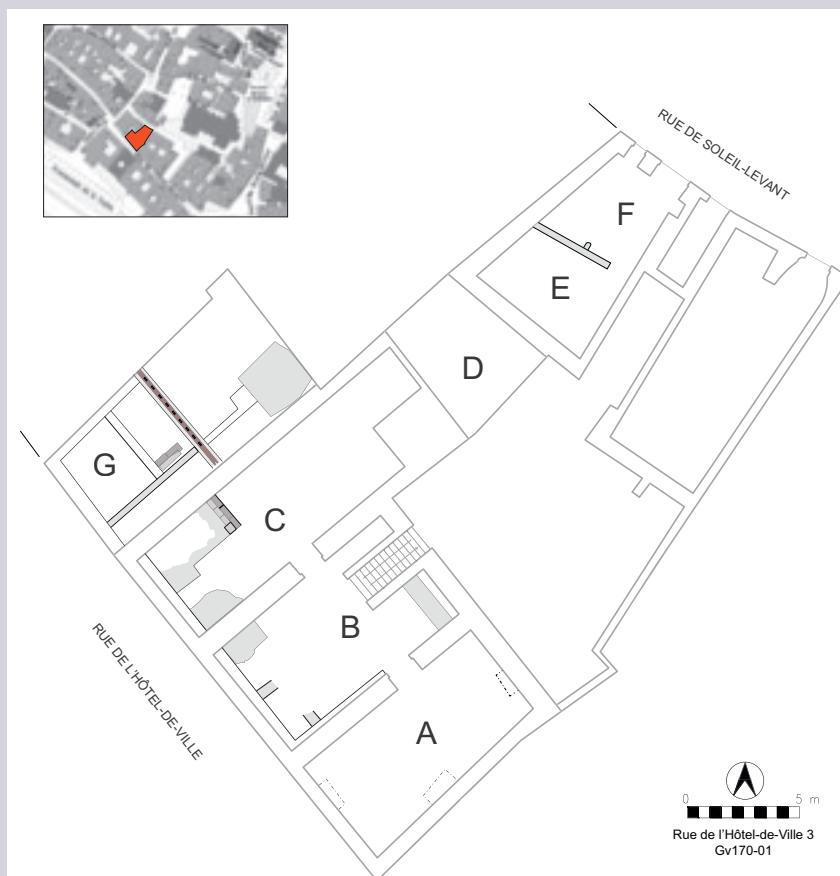 RUE DE SOLEIL-LEVANT
F
E
D
G
C
B
A
RUE DE L'HÔTEL-DE-VILLE
0 5 m
Rue de l'Hôtel-de-Ville 3
Gv170-01